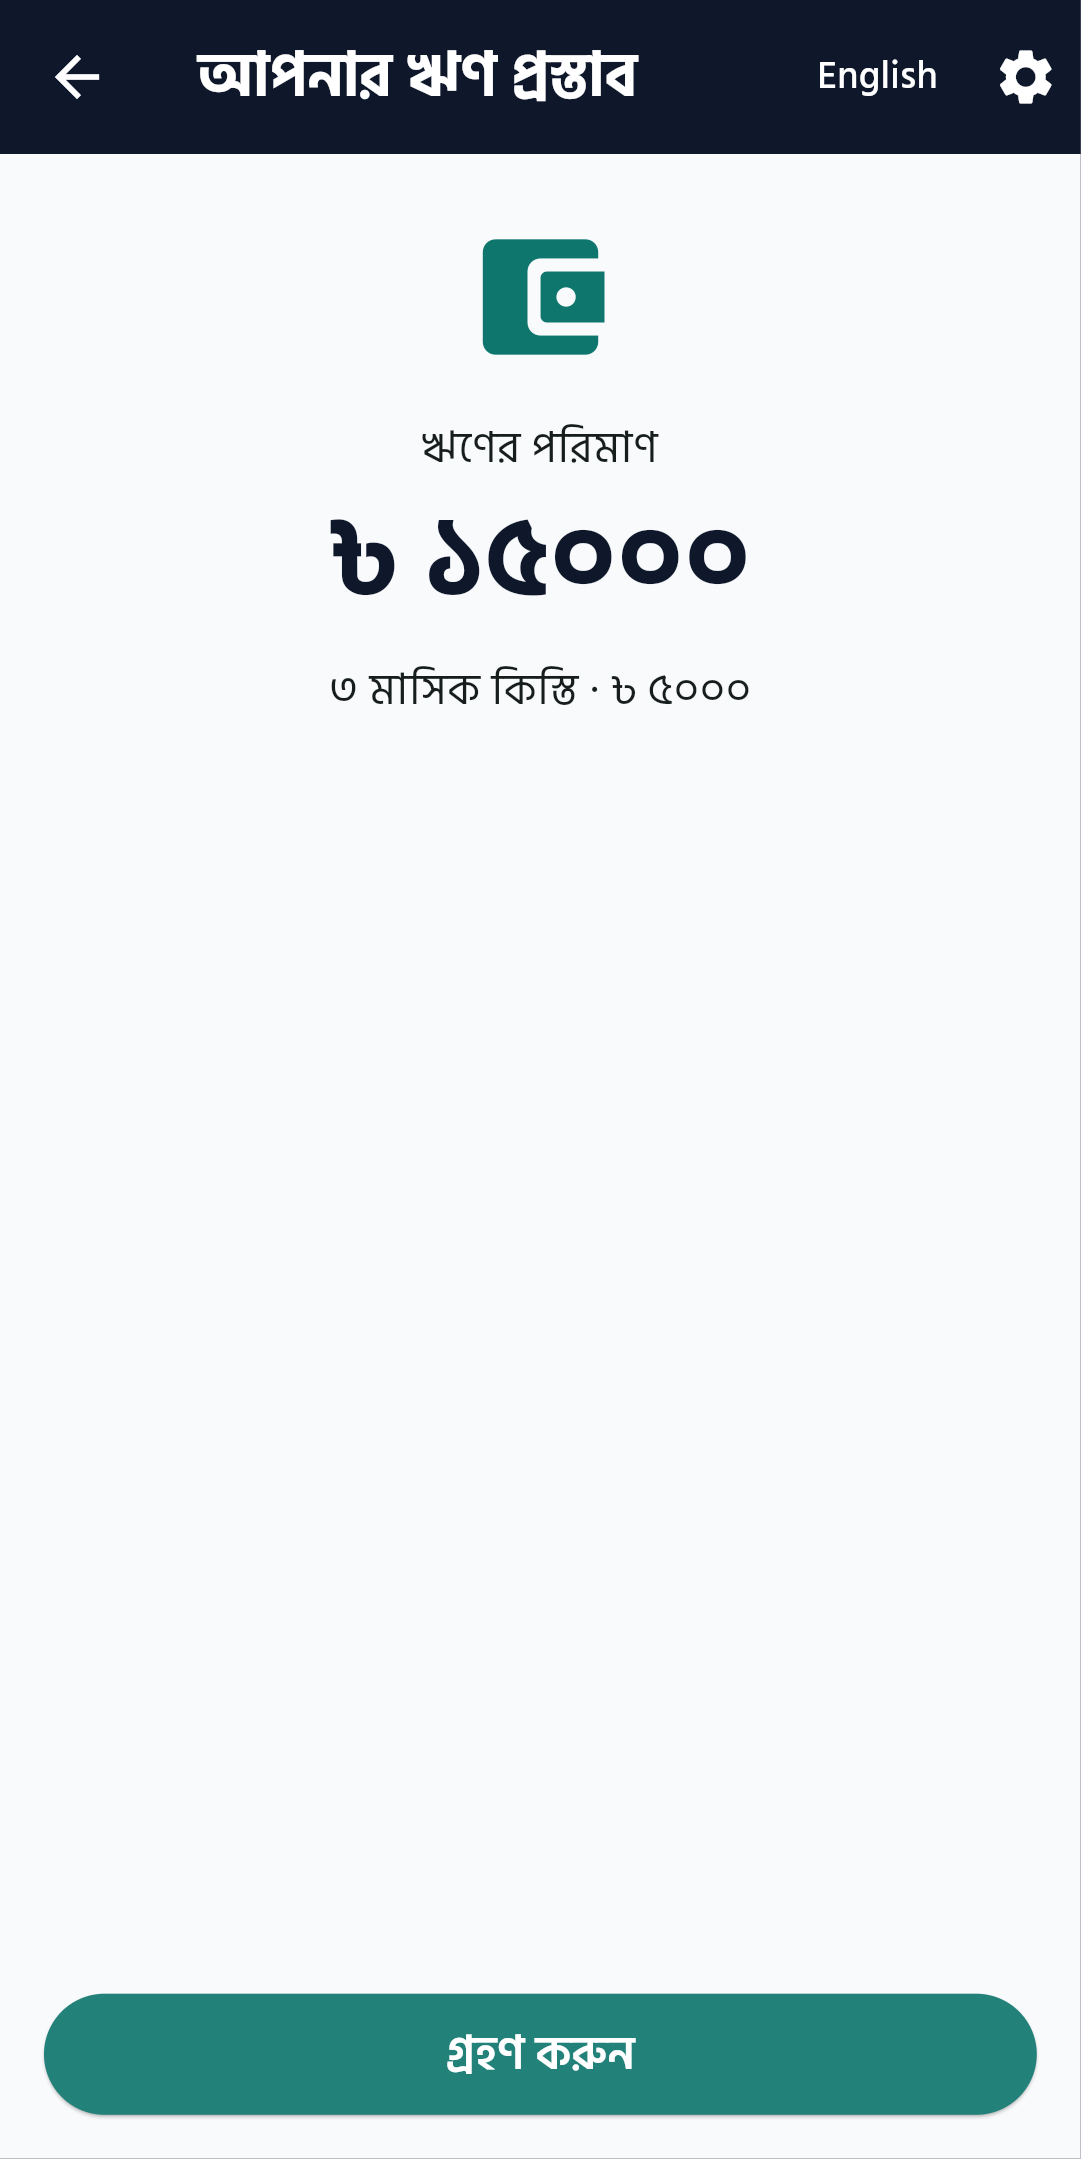 আপনার ঋণ প্রস্তাব English
ঋণের পরিমাণ
৳ ১৫০০০
৩ মাসিক কিস্তি · ৳ ৫০০০
গ্রহণ করুন